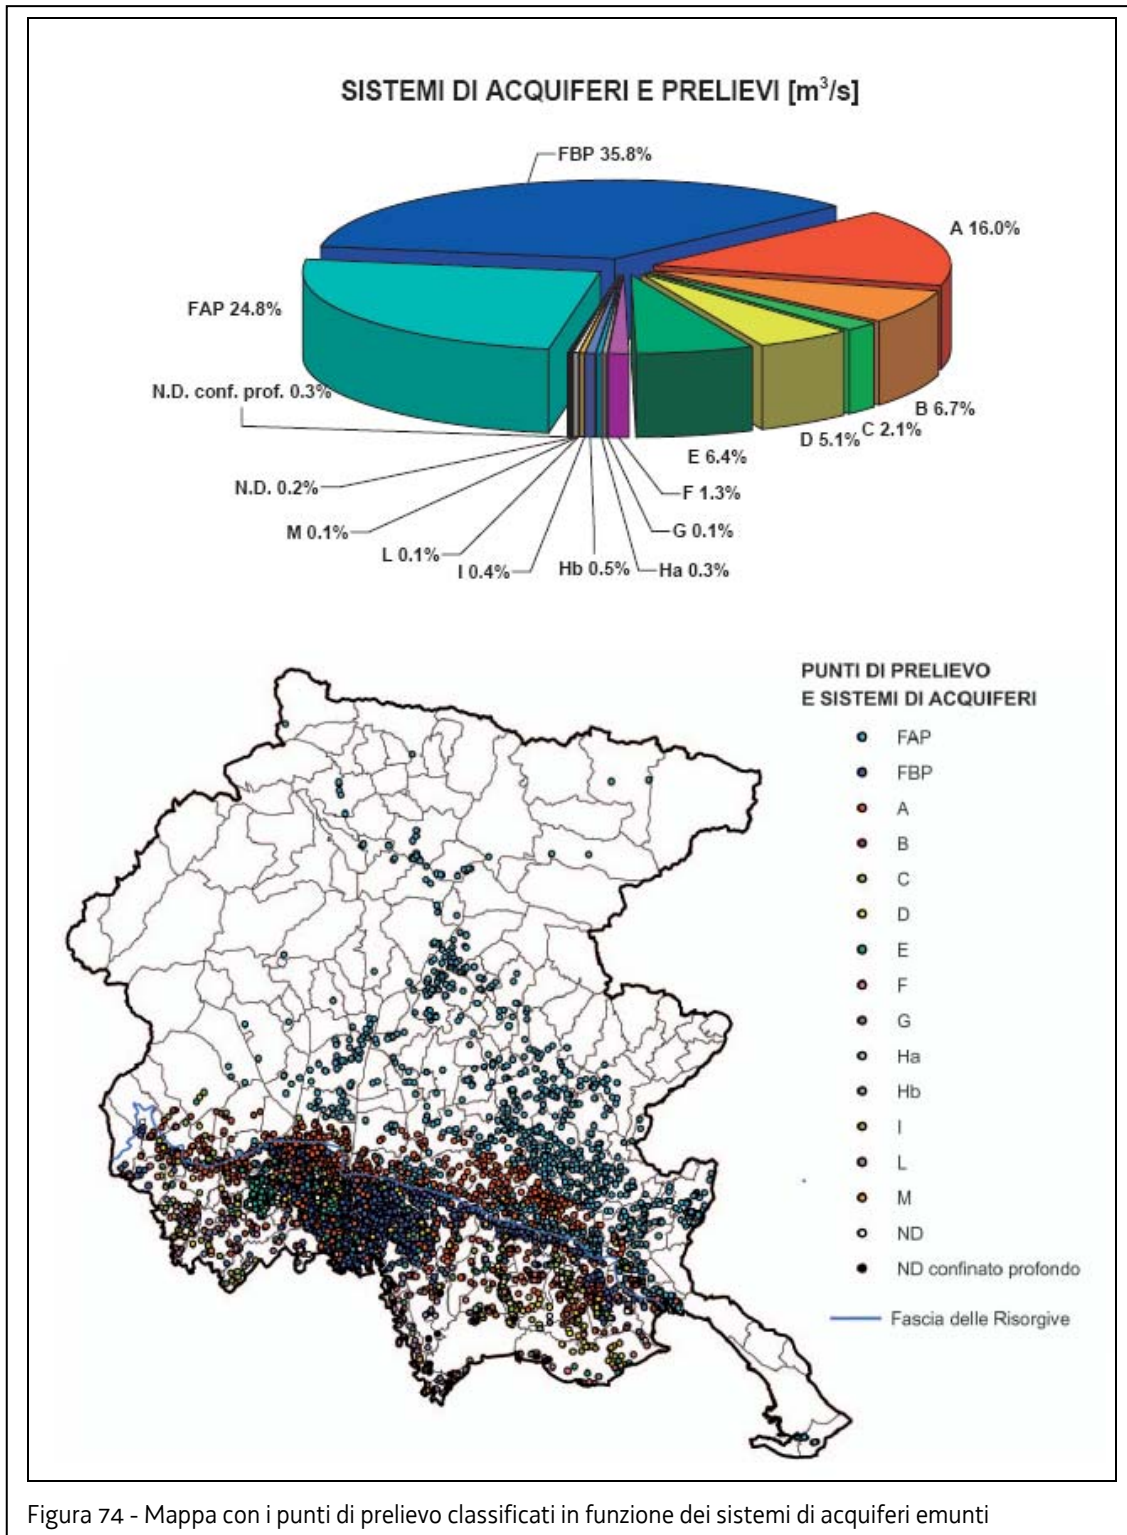 SISTEMI DI ACQUIFERI E PRELIEVI [m³/s]
FBP 35.8%
A 16.0%
FAP 24.8%
N.D. conf. prof. 0.3%
B 6.7%
C 2.1%
D 5.1%
E 6.4%
N.D. 0.2%
F 1.3%
M 0.1%
G 0.1%
L 0.1%
I 0.4%
Hb 0.5%
Ha 0.3%
PUNTI DI PRELIEVO
E SISTEMI DI ACQUIFERI
FAP
FBP
A
B
C
D
E
F
G
Ha
Hb
I
L
M
ND
ND confinato profondo
Fascia delle Risorgive
Figura 74 - Mappa con i punti di prelievo classificati in funzione dei sistemi di acquiferi emunti